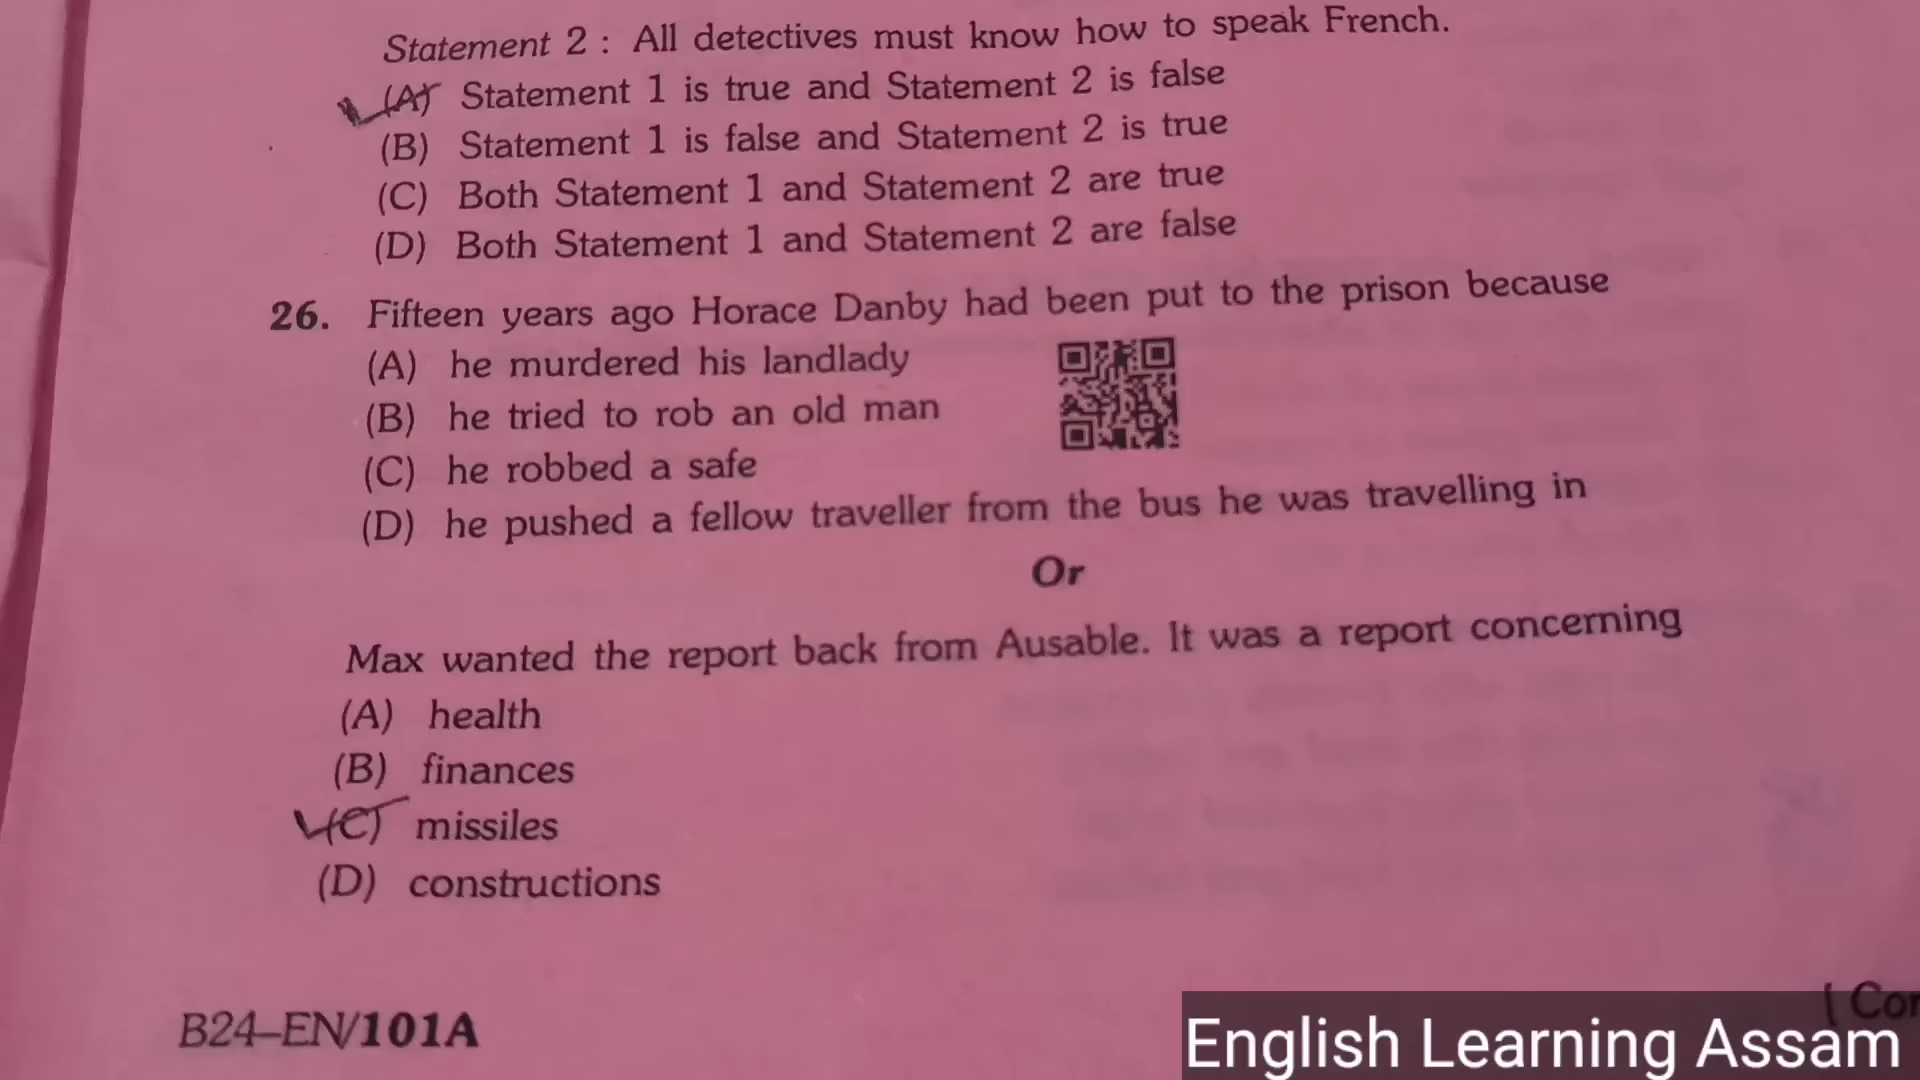 Statement 2 : All detectives must know how to speak French.
(A) Statement 1 is true and Statement 2 is false
(B) Statement 1 is false and Statement 2 is true
(C) Both Statement 1 and Statement 2 are true
(D) Both Statement 1 and Statement 2 are false
26. Fifteen years ago Horace Danby had been put to the prison because
(A) he murdered his landlady
(B) he tried to rob an old man
(C) he robbed a safe
(D) he pushed a fellow traveller from the bus he was travelling in
Or
Max wanted the report back from Ausable. It was a report concerning
(A) health
(B) finances
(C) missiles
(D) constructions
B24–EN/101A
English Learning Assam